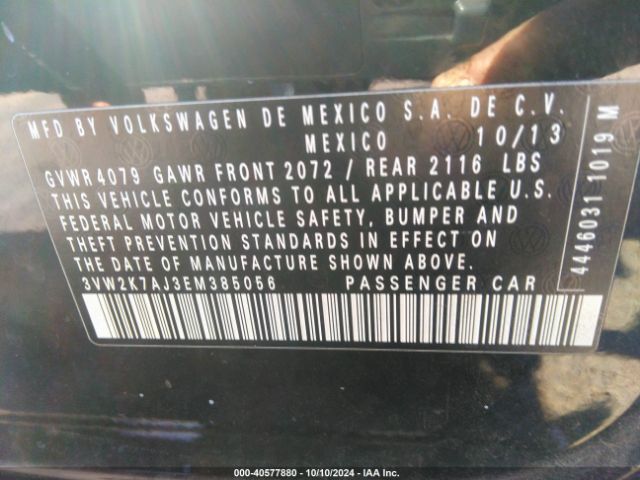 MFD BY VOLKSWAGEN DE MEXICO S.A. DE C.V.
MEXICO 10/13
GVWR 4079 GAWR FRONT 2072 / REAR 2116 LBS
THIS VEHICLE CONFORMS TO ALL APPLICABLE U.S.
FEDERAL MOTOR VEHICLE SAFETY, BUMPER AND
THEFT PREVENTION STANDARDS IN EFFECT ON
THE DATE OF MANUFACTURE SHOWN ABOVE.
3VW2K7AJ3EM385056 PASSENGER CAR
4446031 1019 M
000-40577880 - 10/10/2024 - IAA Inc.